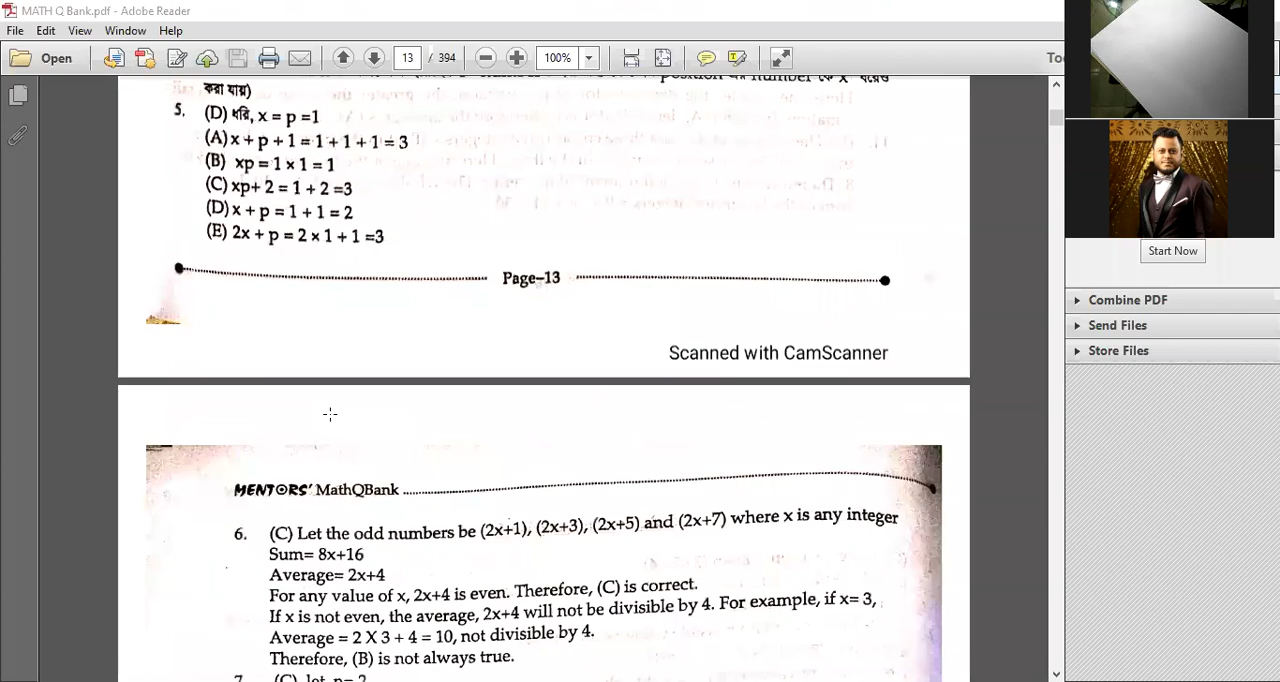 MATH Q Bank.pdf - Adobe Reader
File Edit View Window Help
Open 13 / 394 100%
position এর number কে x
করা যায়)
5. (D) ধরি, x = p =1
(A) x + p + 1 = 1 + 1 + 1 = 3
(B) xp = 1 × 1 = 1
(C) xp+ 2 = 1 + 2 =3
(D) x + p = 1 + 1 = 2
(E) 2x + p = 2 × 1 + 1 =3
Page–13
Scanned with CamScanner
MENTORS' MathQBank
6. (C) Let the odd numbers be (2x+1), (2x+3), (2x+5) and (2x+7) where x is any integer
Sum= 8x+16
Average= 2x+4
For any value of x, 2x+4 is even. Therefore, (C) is correct.
If x is not even, the average, 2x+4 will not be divisible by 4. For example, if x= 3,
Average = 2 X 3 + 4 = 10, not divisible by 4.
Therefore, (B) is not always true.
7. (C) let, p= 2
Start Now
Combine PDF
Send Files
Store Files